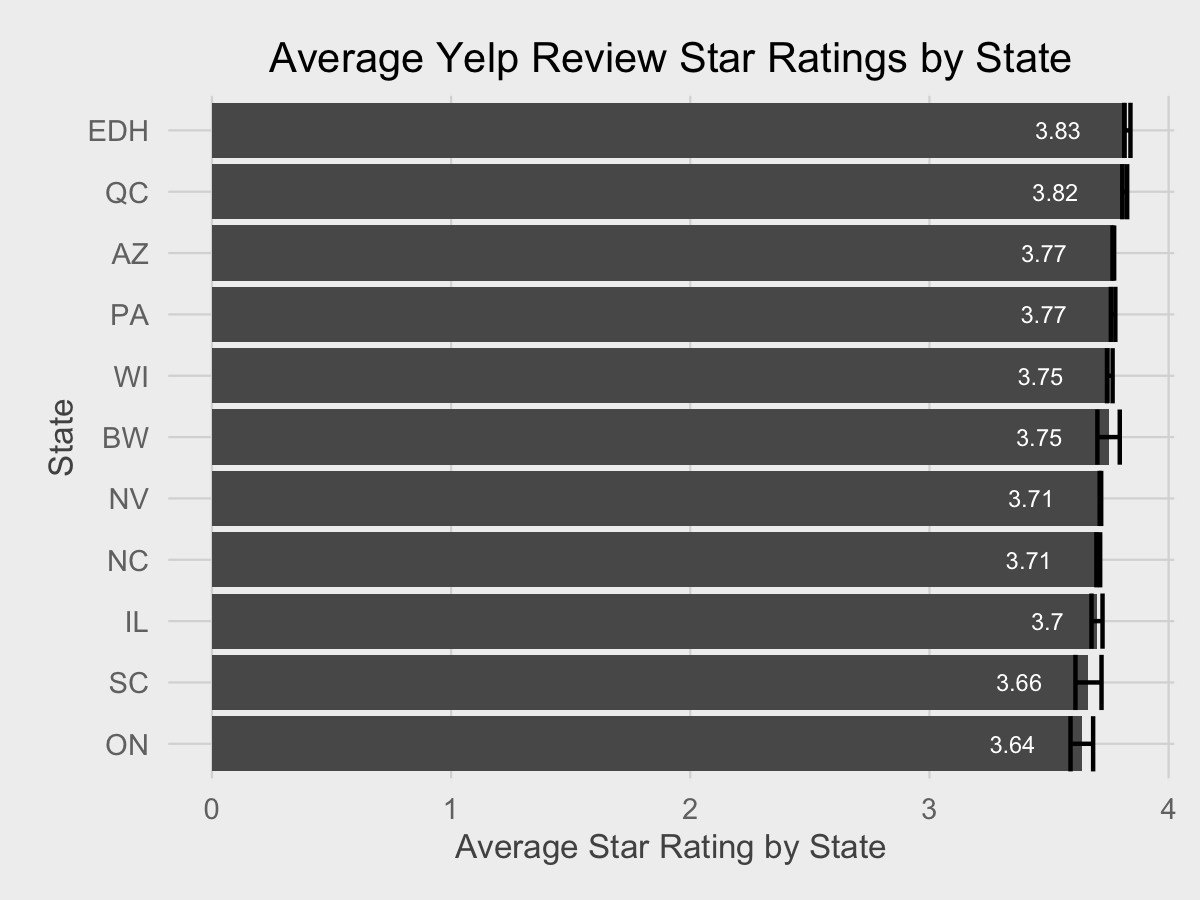 Average Yelp Review Star Ratings by State
State
EDH 3.83
QC 3.82
AZ 3.77
PA 3.77
WI 3.75
BW 3.75
NV 3.71
NC 3.71
IL 3.7
SC 3.66
ON 3.64
0 1 2 3 4
Average Star Rating by State